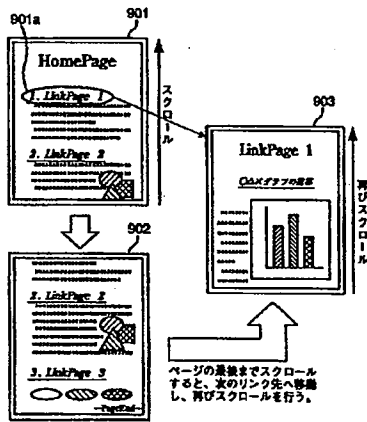 901a
901
HomePage
1. LinkPage 1
2. LinkPage 2
スクロール
903
LinkPage 1
再びスクロール
902
2. LinkPage 2
3. LinkPage 3
PageEnd
ページの最後までスクロール
すると、次のリンク先へ移動
し、再びスクロールを行う。